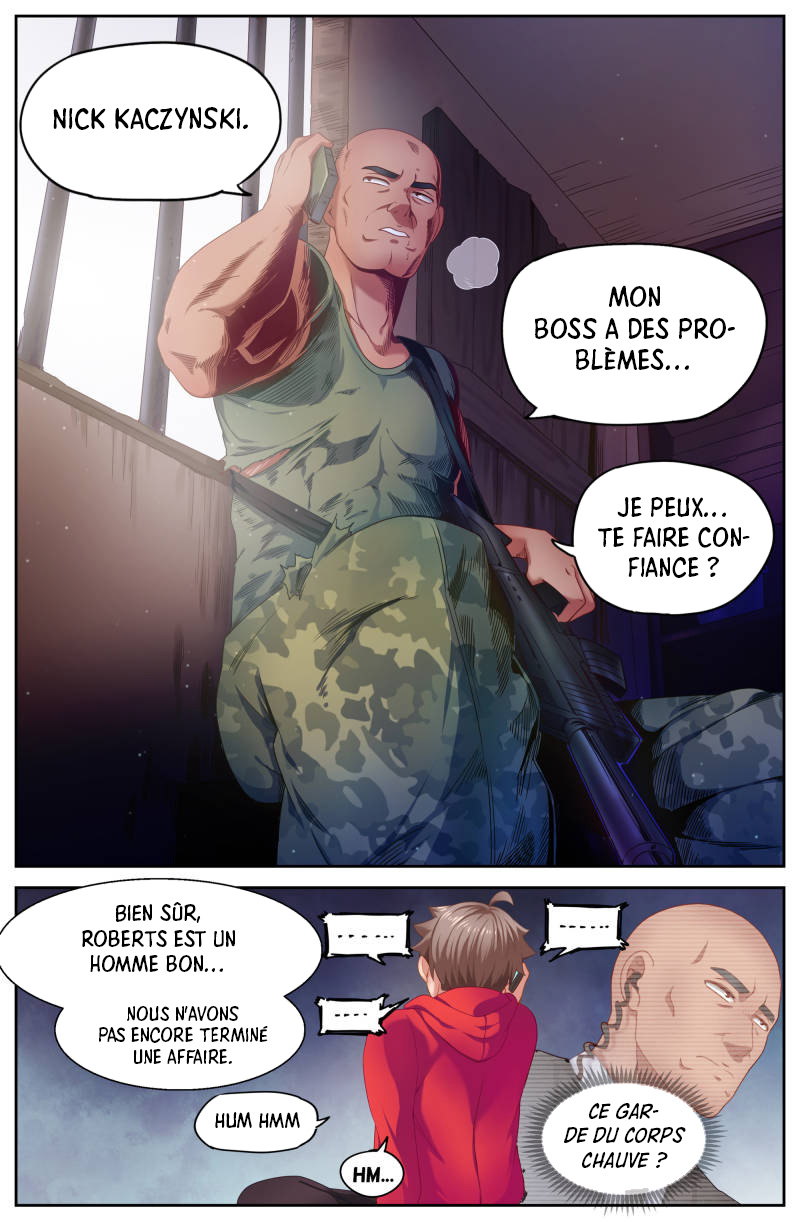 NICK KACZYNSKI.
MON
BOSS A DES PRO-
BLÈMES...
JE PEUX...
TE FAIRE CON-
FIANCE ?
BIEN SÛR,
ROBERTS EST UN
HOMME BON...
NOUS N'AVONS
PAS ENCORE TERMINÉ
UNE AFFAIRE.
......
......
.....
HUM HMM
HM...
CE GAR-
DE DU CORPS
CHAUVE ?